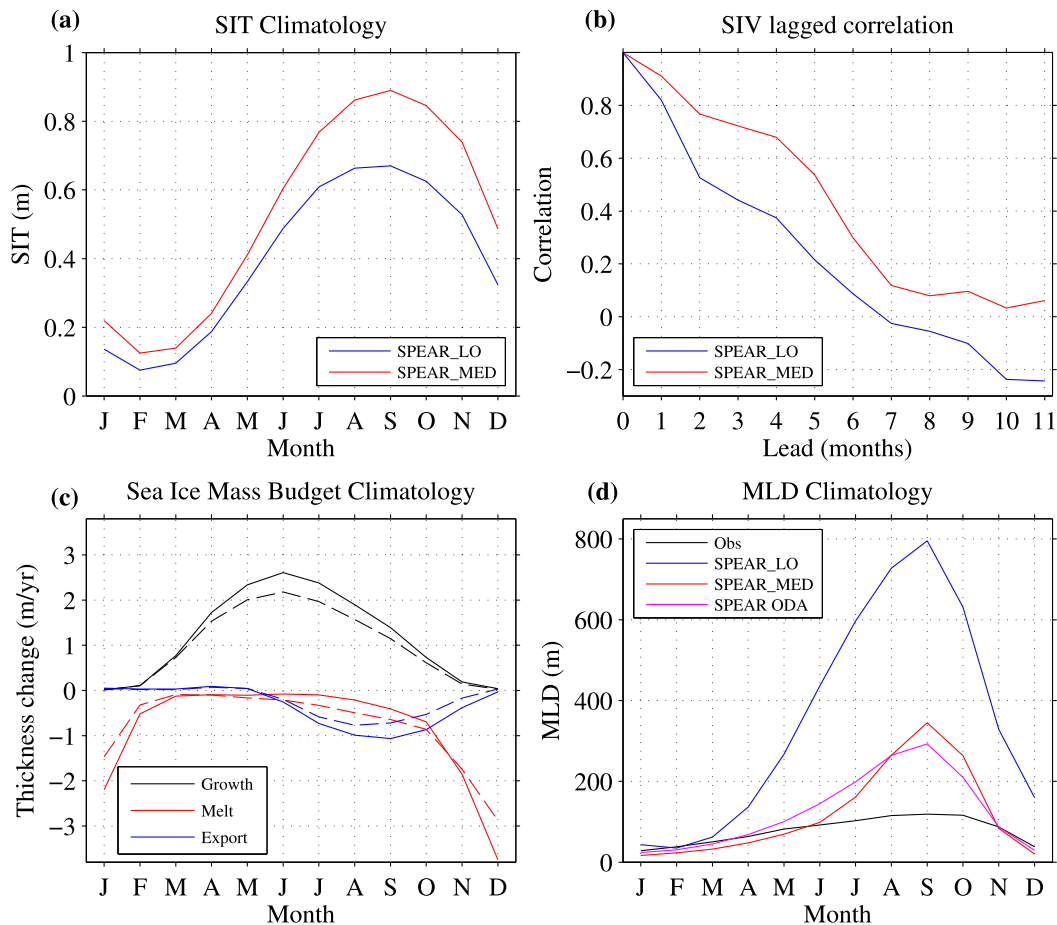 (a) SIT Climatology
1
0.8
0.6
0.4
0.2
0
SIT (m)
J F M A M J J A S O N D
Month
SPEAR_LO
SPEAR_MED
(b) SIV lagged correlation
0.8
0.6
0.4
0.2
0
−0.2
Correlation
0 1 2 3 4 5 6 7 8 9 10 11
Lead (months)
SPEAR_LO
SPEAR_MED
(c) Sea Ice Mass Budget Climatology
3
2
1
0
−1
−2
−3
Thickness change (m/yr)
J F M A M J J A S O N D
Month
Growth
Melt
Export
(d) MLD Climatology
800
600
400
200
0
MLD (m)
J F M A M J J A S O N D
Month
Obs
SPEAR_LO
SPEAR_MED
SPEAR ODA